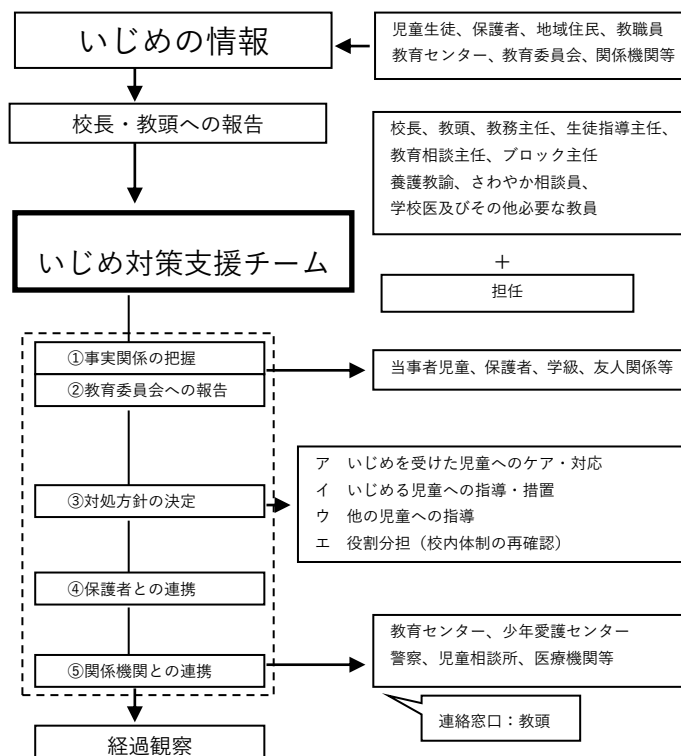 いじめの情報
児童生徒、保護者、地域住民、教職員
教育センター、教育委員会、関係機関等
校長・教頭への報告
校長、教頭、教務主任、生徒指導主任、
教育相談主任、ブロック主任
養護教諭、さわやか相談員、
学校医及びその他必要な教員
いじめ対策支援チーム
＋
担任
①事実関係の把握
②教育委員会への報告
当事者児童、保護者、学級、友人関係等
③対処方針の決定
ア　いじめを受けた児童へのケア・対応
イ　いじめる児童への指導・措置
ウ　他の児童への指導
エ　役割分担（校内体制の再確認）
④保護者との連携
⑤関係機関との連携
教育センター、少年愛護センター
警察、児童相談所、医療機関等
連絡窓口：教頭
経過観察